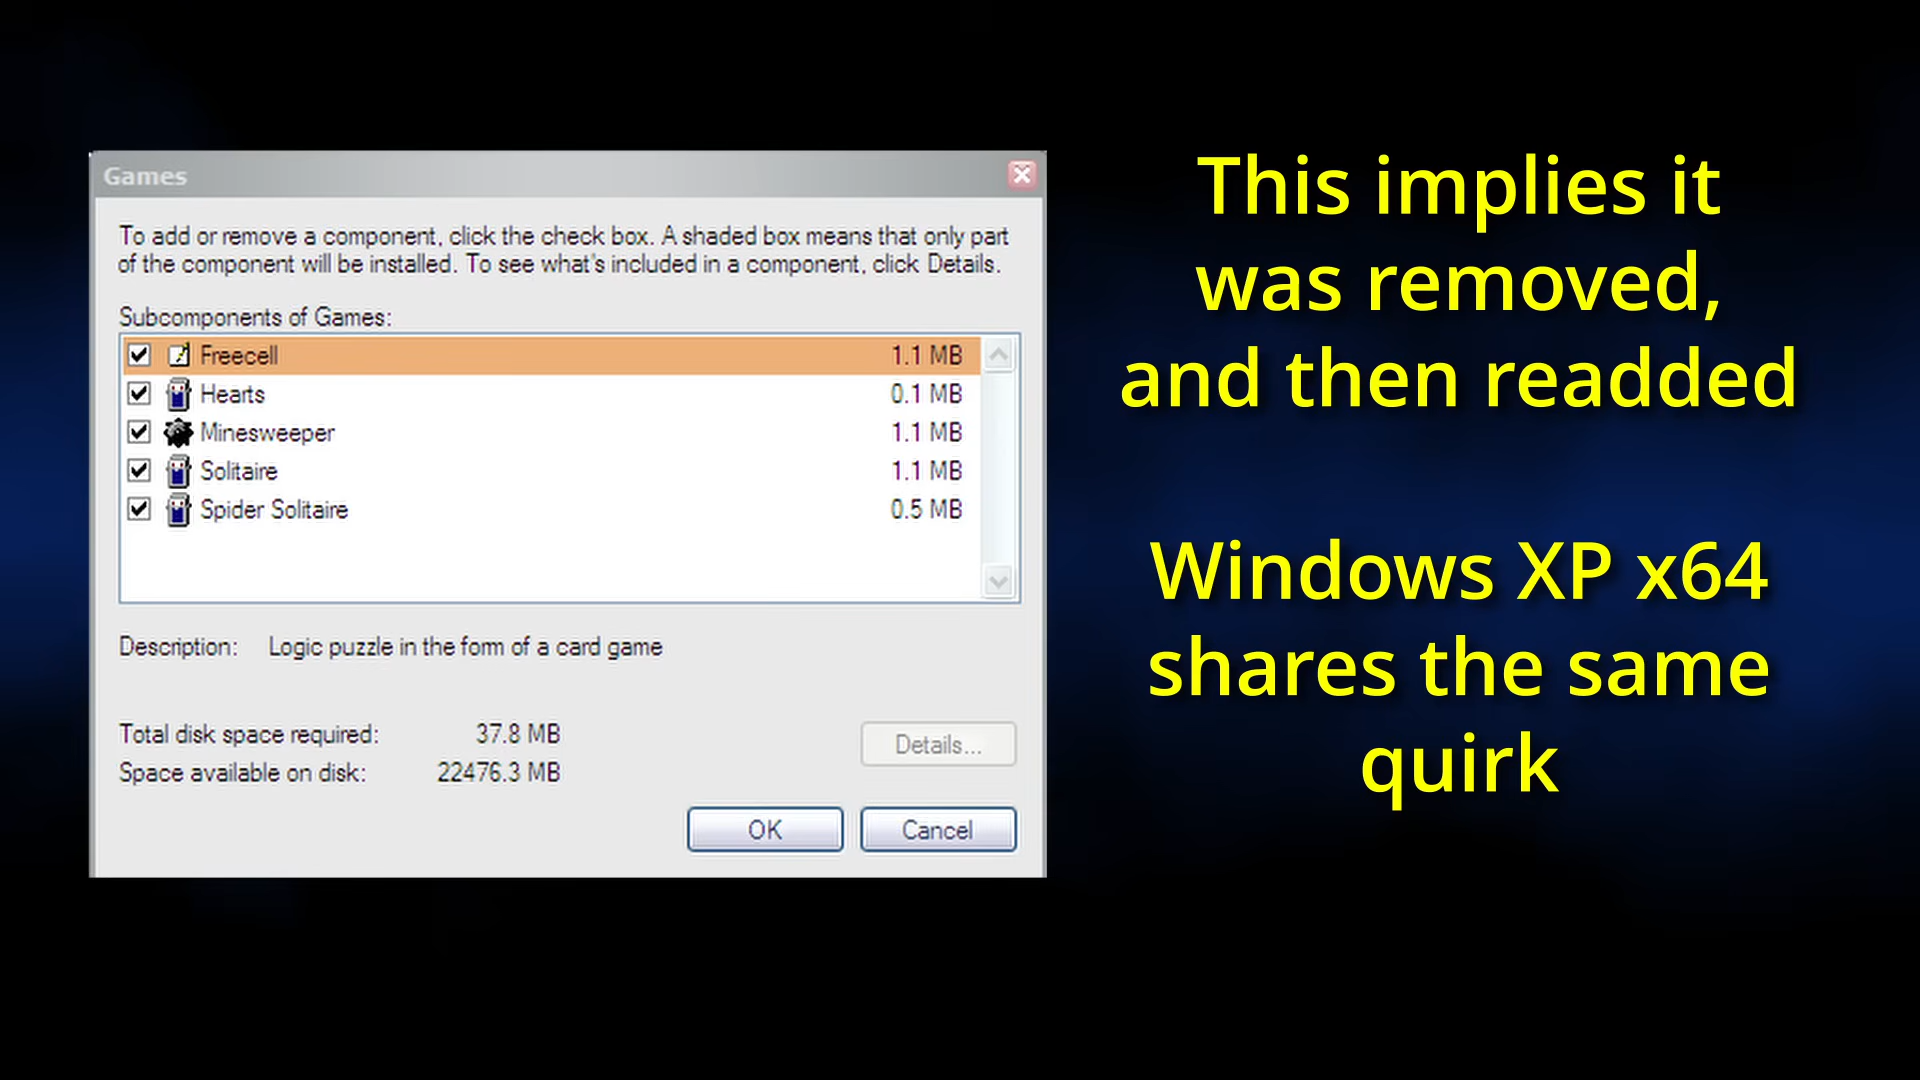 Games
To add or remove a component, click the check box. A shaded box means that only part
of the component will be installed. To see what's included in a component, click Details.
Subcomponents of Games:
Freecell 1.1 MB
Hearts 0.1 MB
Minesweeper 1.1 MB
Solitaire 1.1 MB
Spider Solitaire 0.5 MB
Description: Logic puzzle in the form of a card game
Total disk space required: 37.8 MB
Space available on disk: 22476.3 MB
Details...
OK
Cancel
This implies it
was removed,
and then readded
Windows XP x64
shares the same
quirk